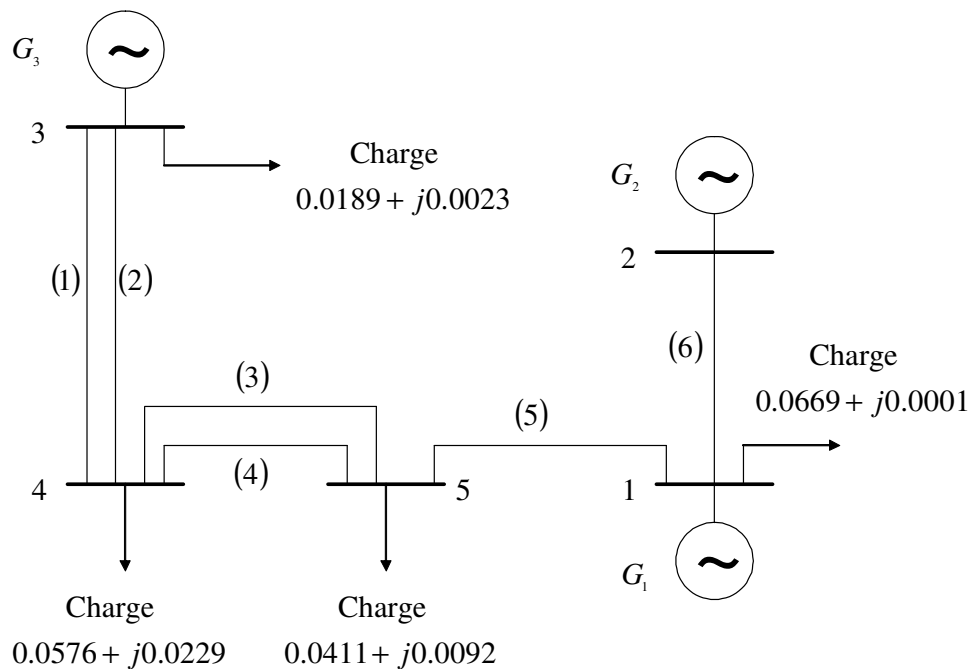 G₃
3
Charge
0.0189 + j0.0023
G₂
2
(1)
(2)
(6)
Charge
0.0669 + j0.0001
(3)
(5)
(4)
4
5
1
G₁
Charge
0.0576 + j0.0229
Charge
0.0411 + j0.0092